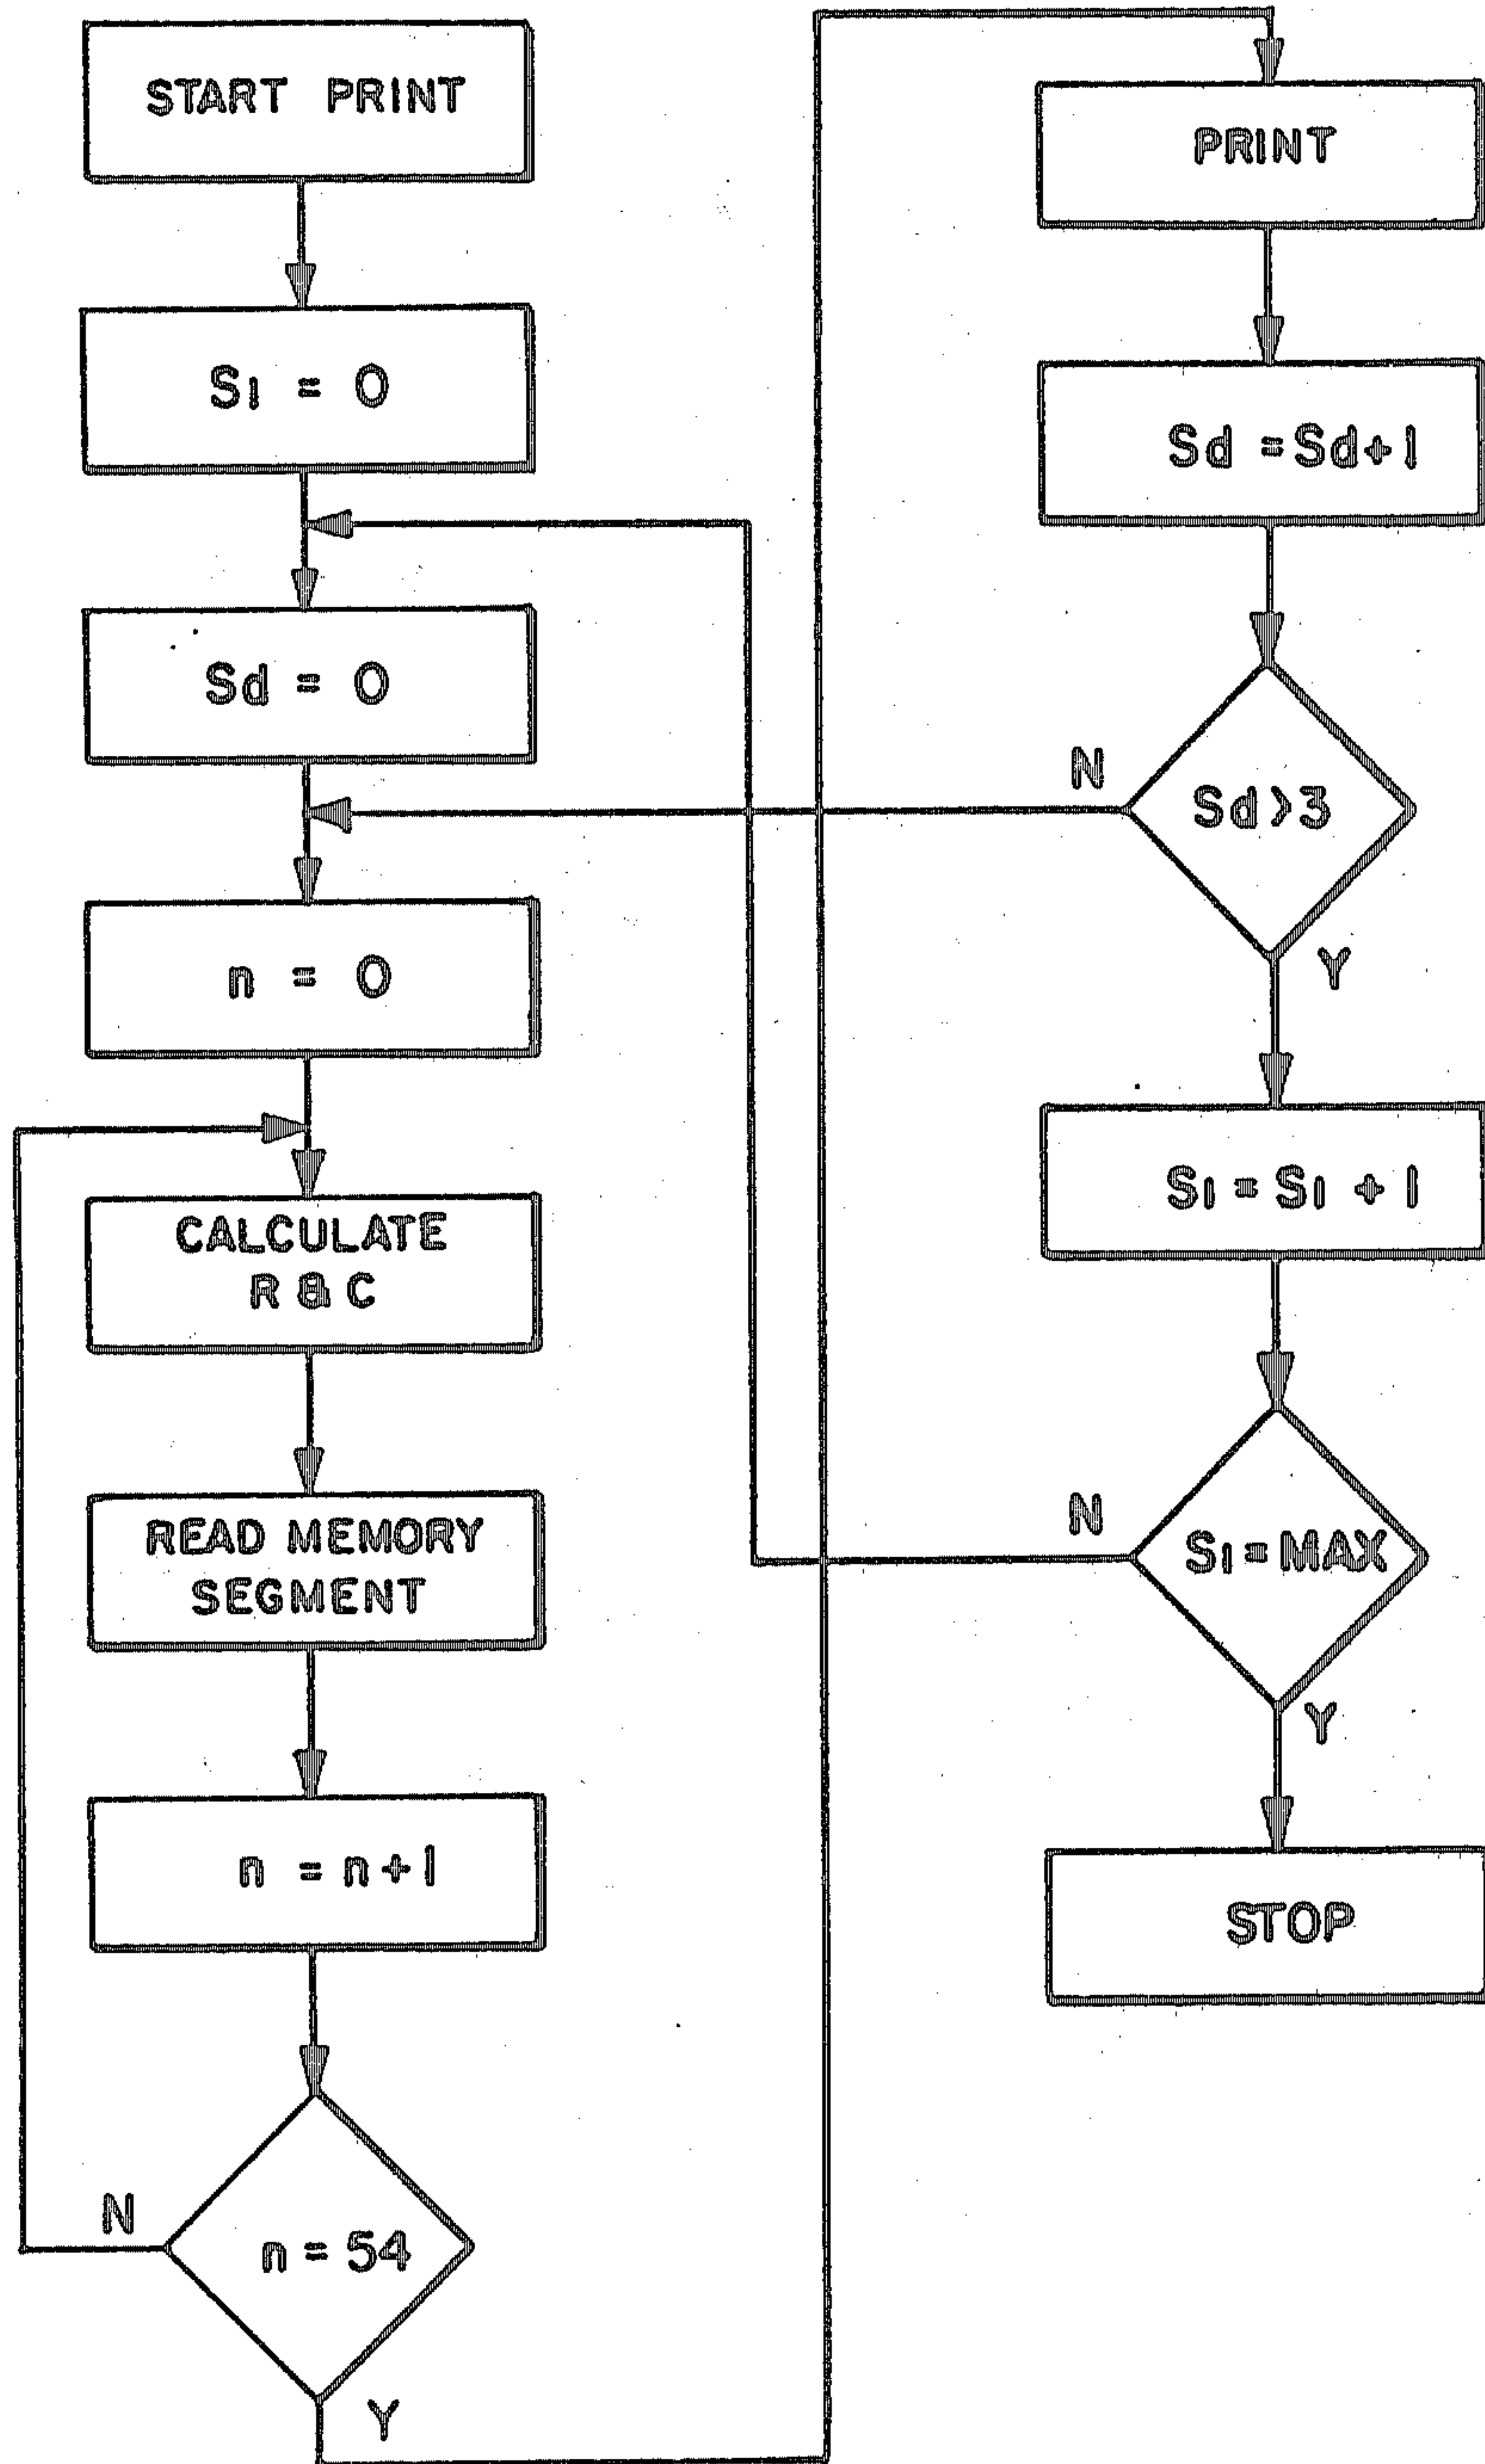 START PRINT
S1 = 0
Sd = 0
n = 0
CALCULATE
R & C
READ MEMORY
SEGMENT
n = n+1
N
n = 54
Y
PRINT
Sd = Sd+1
N
Sd>3
Y
S1 = S1 + 1
N
S1 = MAX
Y
STOP